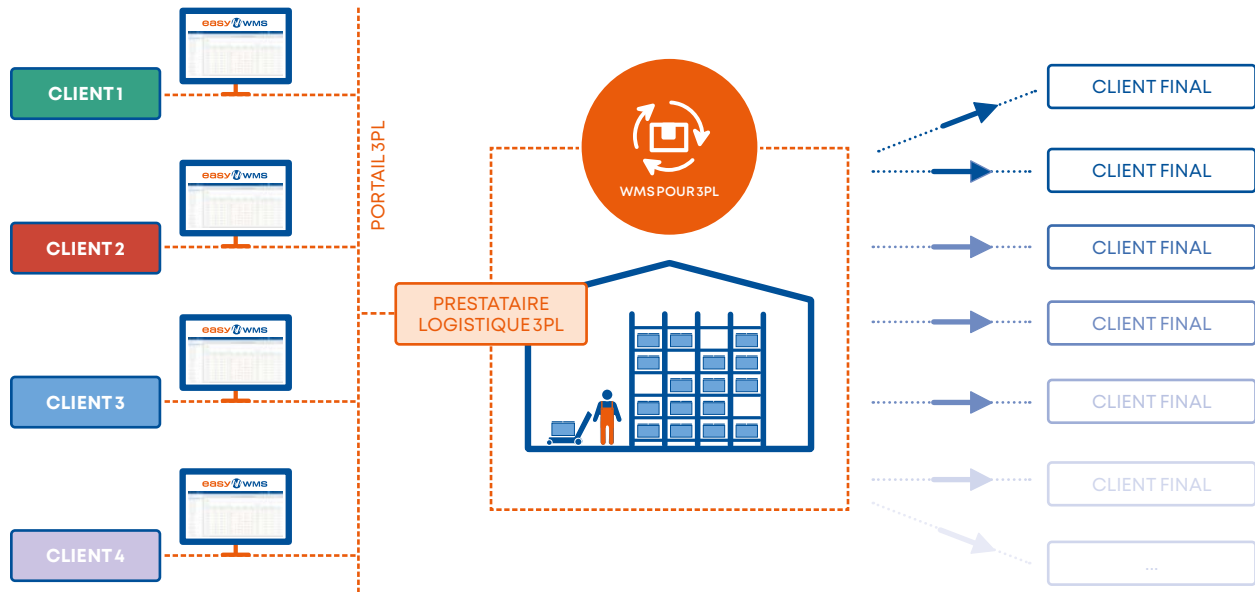 easy WMS
CLIENT 1
easy WMS
CLIENT 2
easy WMS
CLIENT 3
easy WMS
CLIENT 4
PORTAIL 3PL
WMS POUR 3PL
PRESTATAIRE
LOGISTIQUE 3PL
CLIENT FINAL
CLIENT FINAL
CLIENT FINAL
CLIENT FINAL
CLIENT FINAL
CLIENT FINAL
...